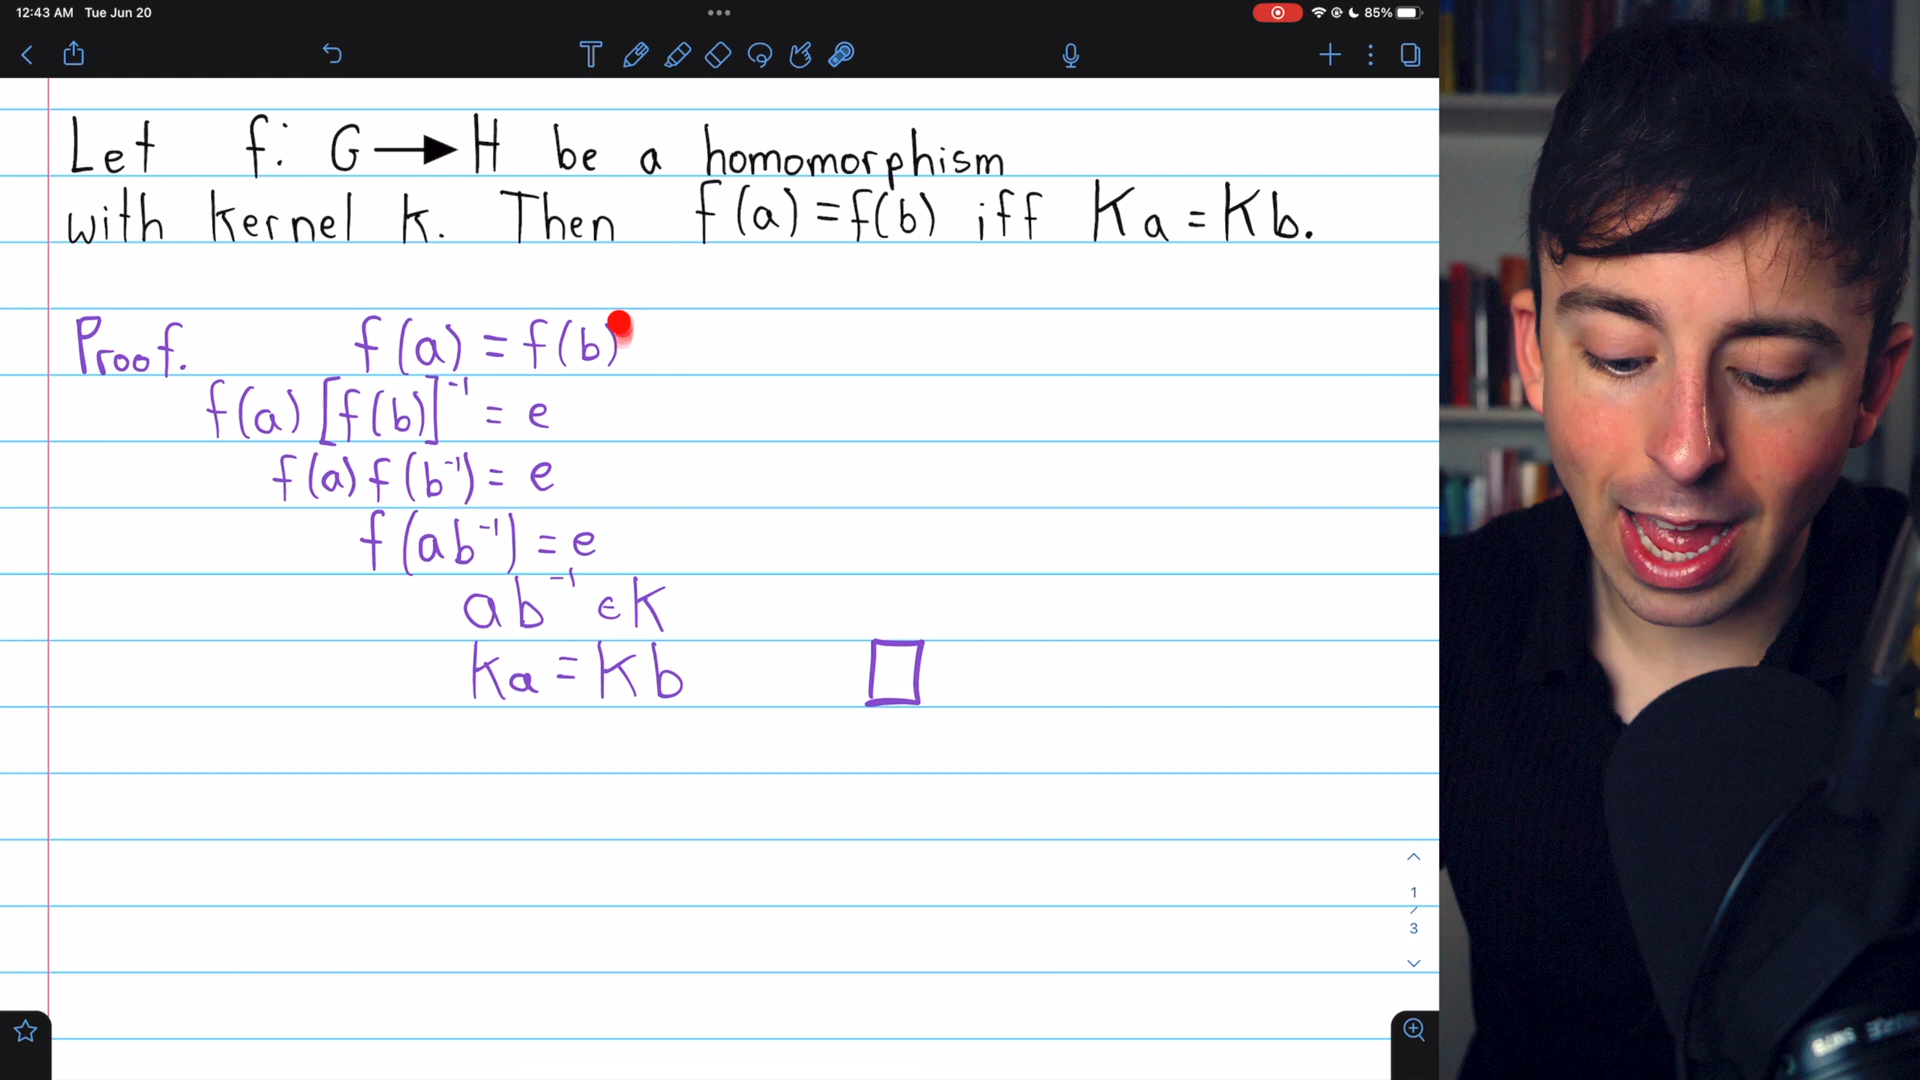 12:43 AM Tue Jun 20
85%
Let f: G→H be a homomorphism
with kernel K. Then f(a)=f(b) iff Ka=Kb.
Proof. f(a)=f(b)
f(a)[f(b)]⁻¹=e
f(a)f(b⁻¹)=e
f(ab⁻¹)=e
ab⁻¹∈K
Ka=Kb □
1
/
3